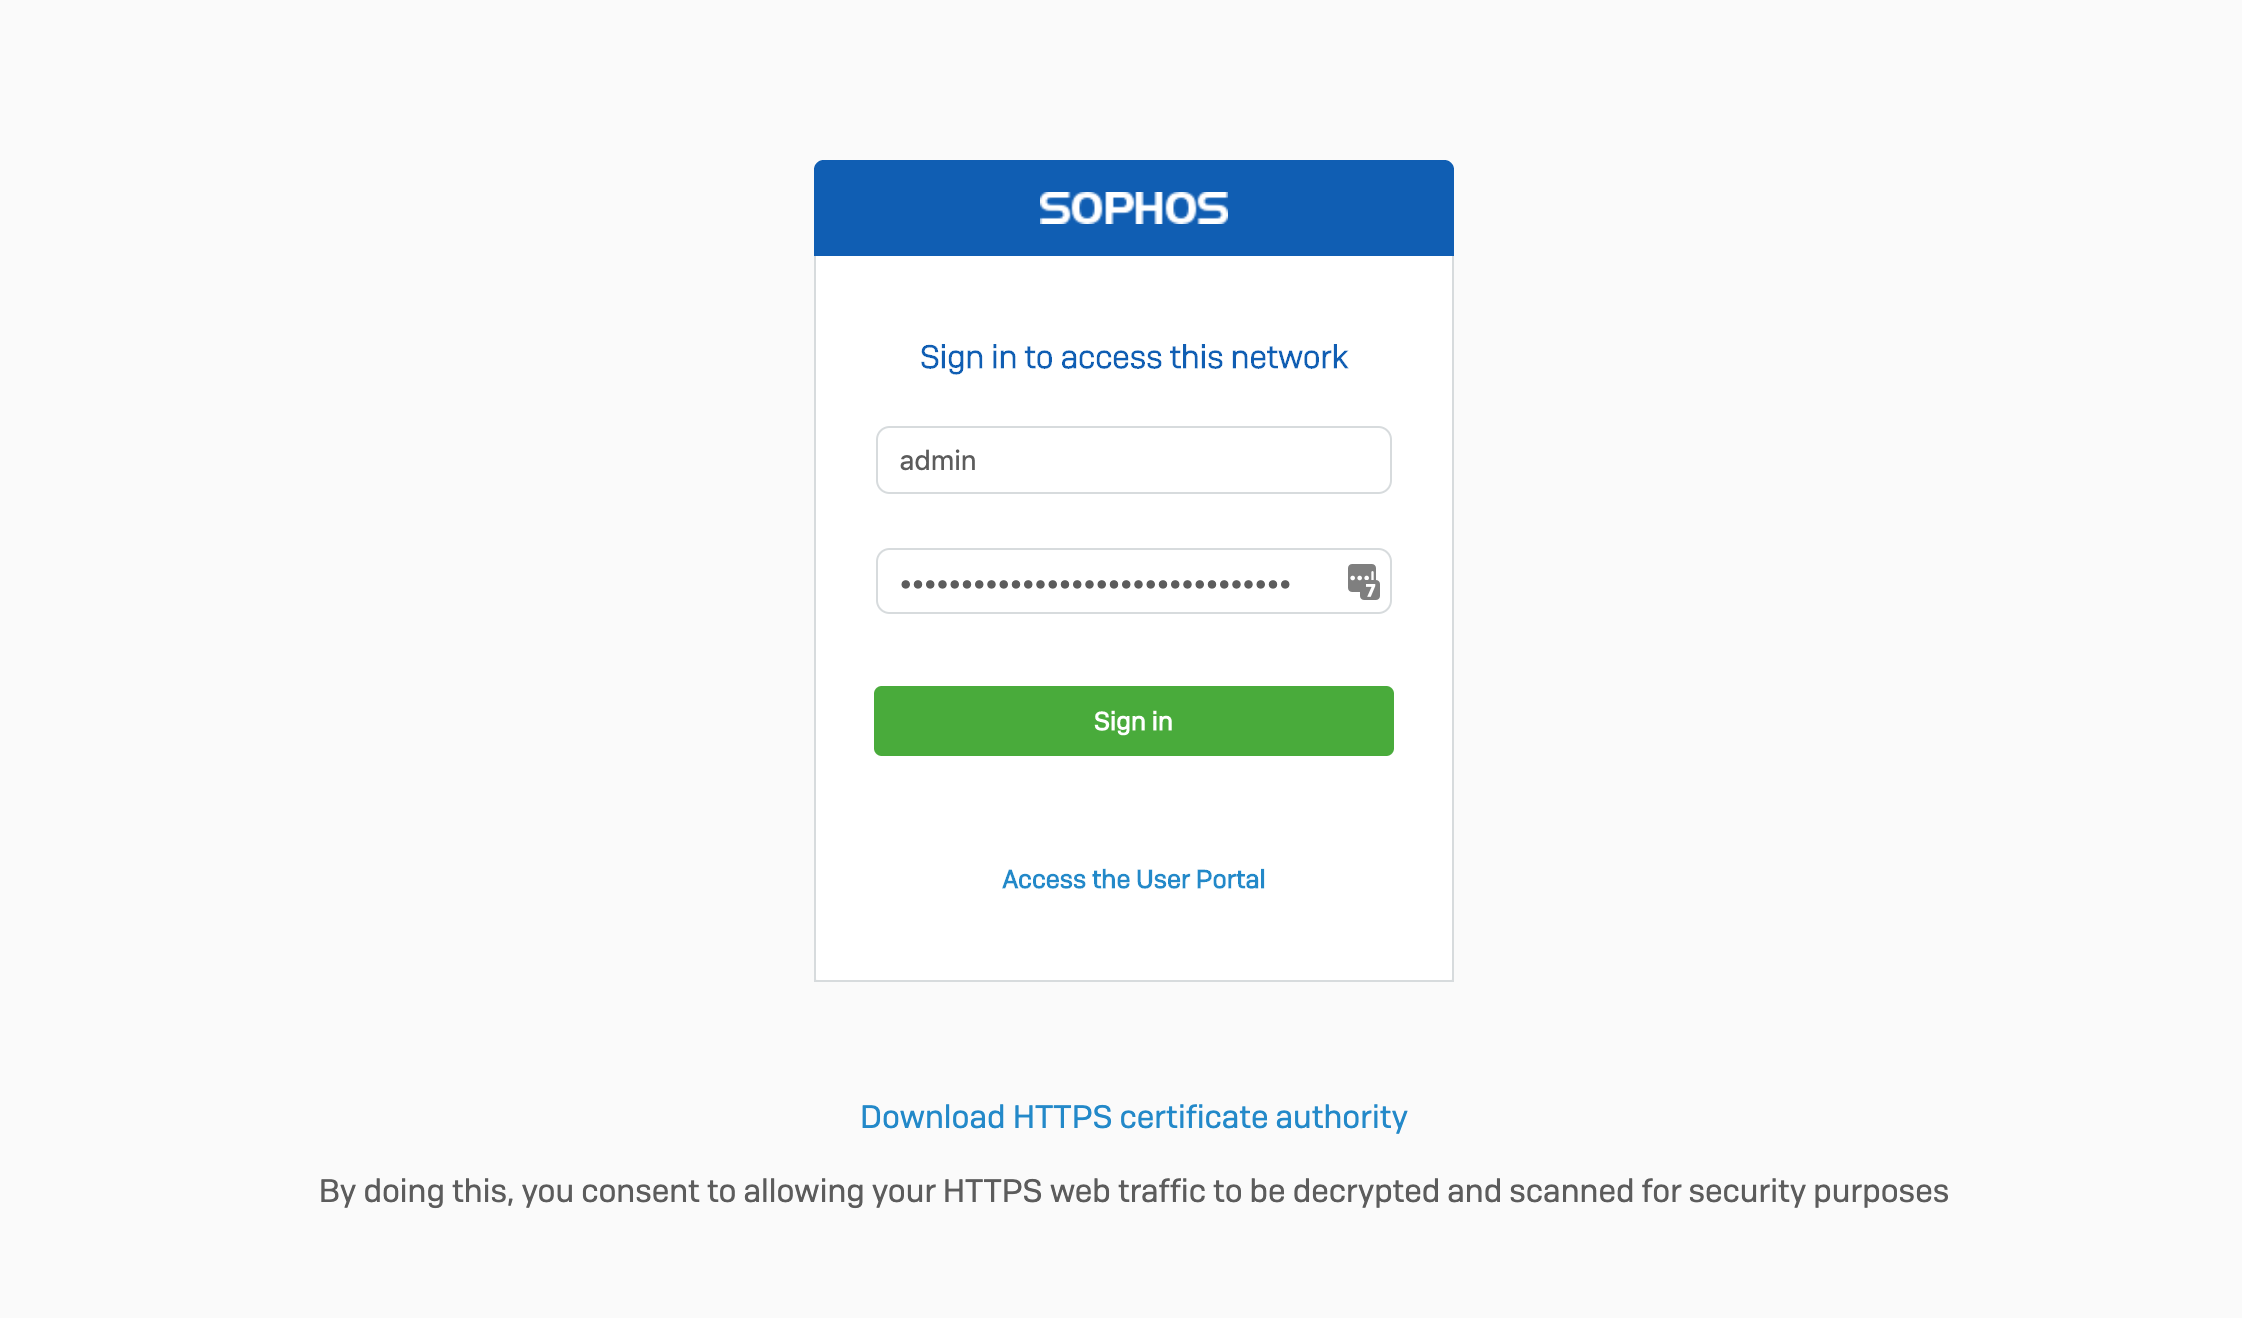 SOPHOS
Sign in to access this network
admin
••••••••••••••••••••••••••••••••
7
Sign in
Access the User Portal
Download HTTPS certificate authority
By doing this, you consent to allowing your HTTPS web traffic to be decrypted and scanned for security purposes